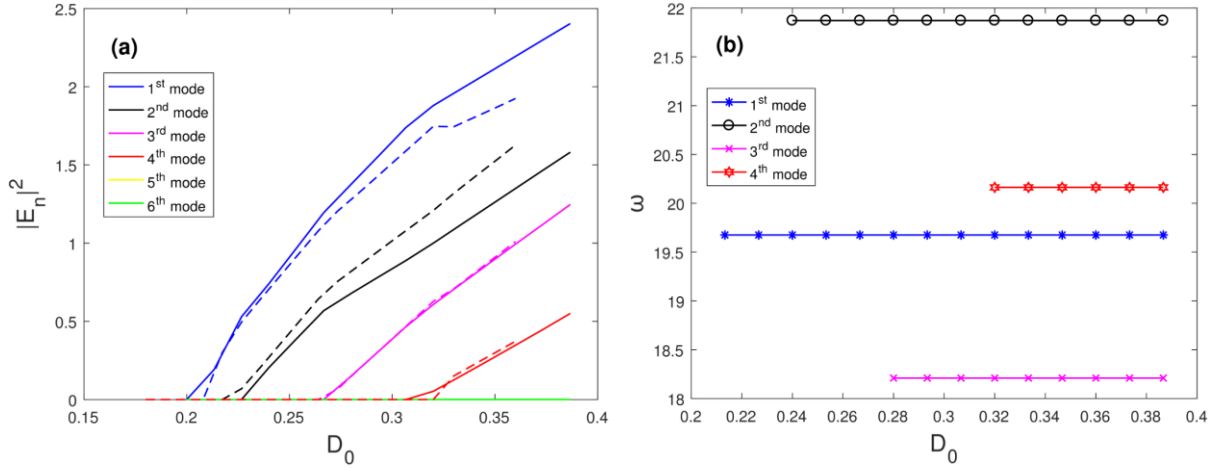 (a)
1st mode
2nd mode
3rd mode
4th mode
5th mode
6th mode
|En|2
2.5
2
1.5
1
0.5
0
0.15
0.2
0.25
0.3
0.35
0.4
D0
(b)
1st mode
2nd mode
3rd mode
4th mode
ω
22
21.5
21
20.5
20
19.5
19
18.5
18
0.2
0.22
0.24
0.26
0.28
0.3
0.32
0.34
0.36
0.38
0.4
D0